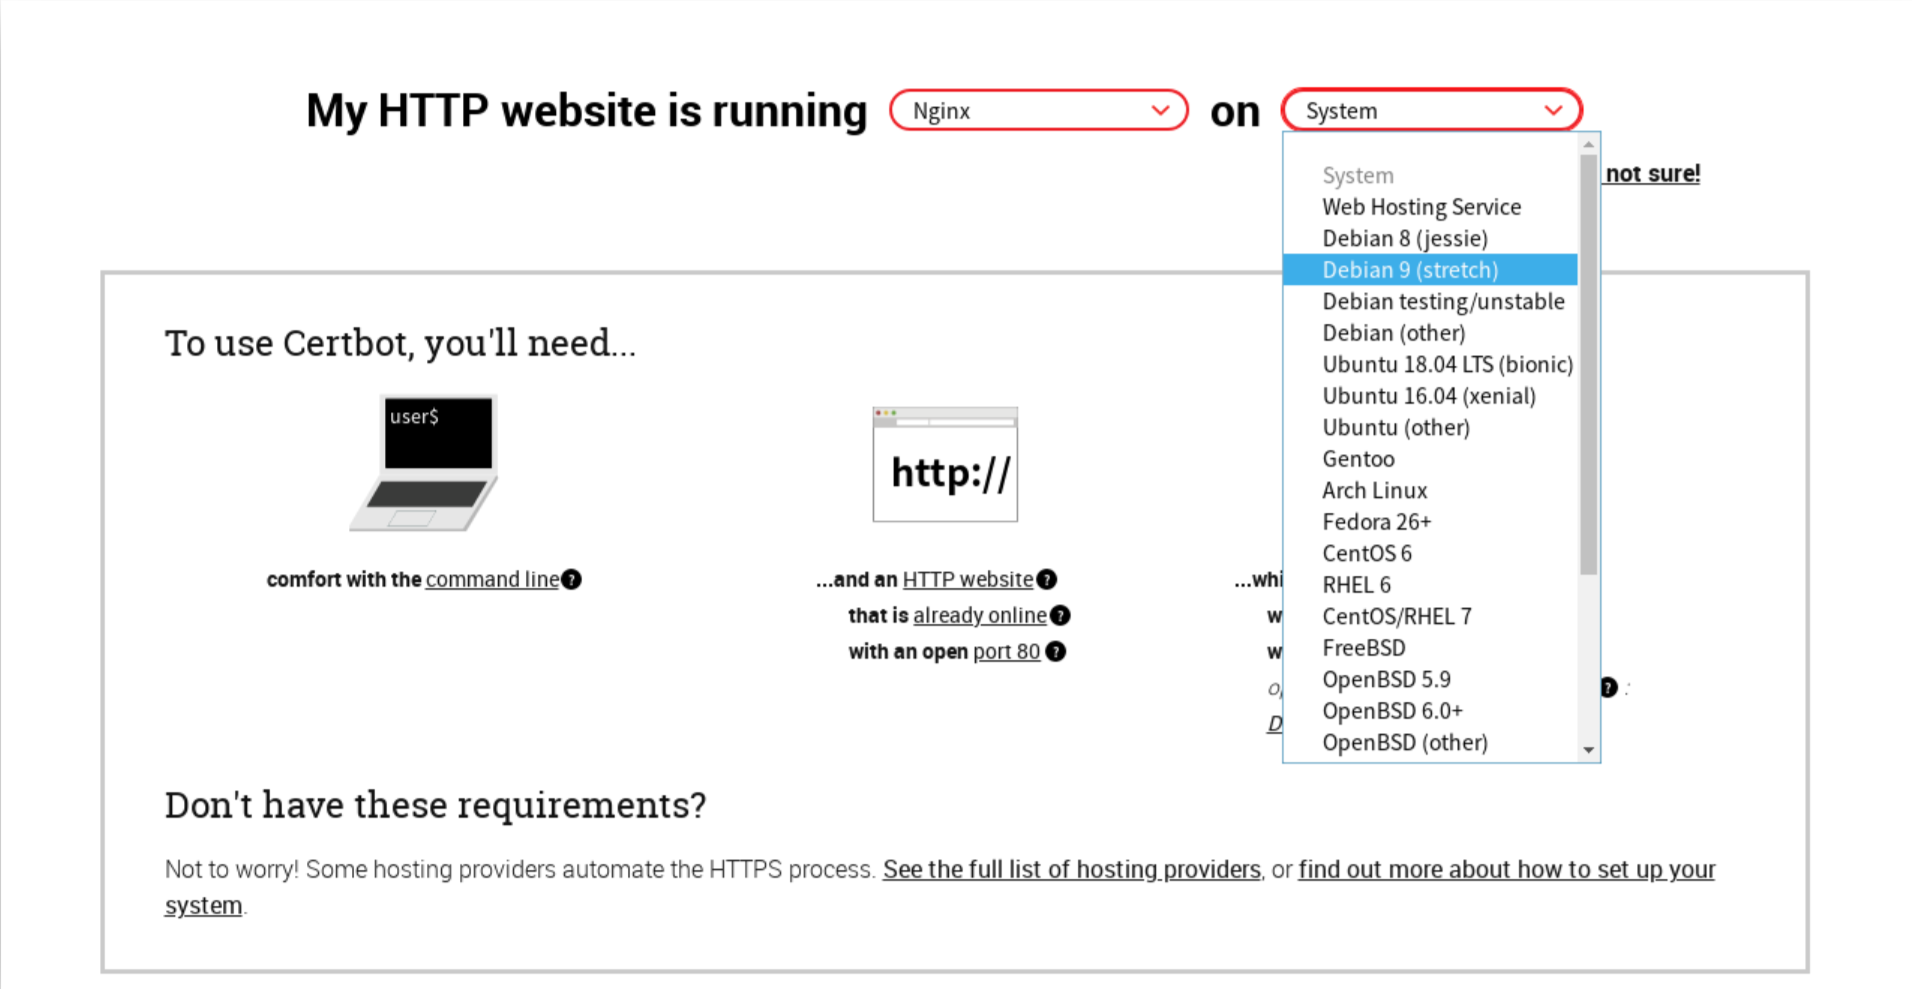 My HTTP website is running Nginx on System
not sure!
System
Web Hosting Service
Debian 8 (jessie)
Debian 9 (stretch)
Debian testing/unstable
Debian (other)
Ubuntu 18.04 LTS (bionic)
Ubuntu 16.04 (xenial)
Ubuntu (other)
Gentoo
Arch Linux
Fedora 26+
CentOS 6
RHEL 6
CentOS/RHEL 7
FreeBSD
OpenBSD 5.9
OpenBSD 6.0+
OpenBSD (other)
To use Certbot, you'll need...
user$
http://
comfort with the command line ?
...and an HTTP website ?
that is already online ?
with an open port 80 ?
...whi
w
w
? :
D
Don't have these requirements?
Not to worry! Some hosting providers automate the HTTPS process. See the full list of hosting providers, or find out more about how to set up your
system.